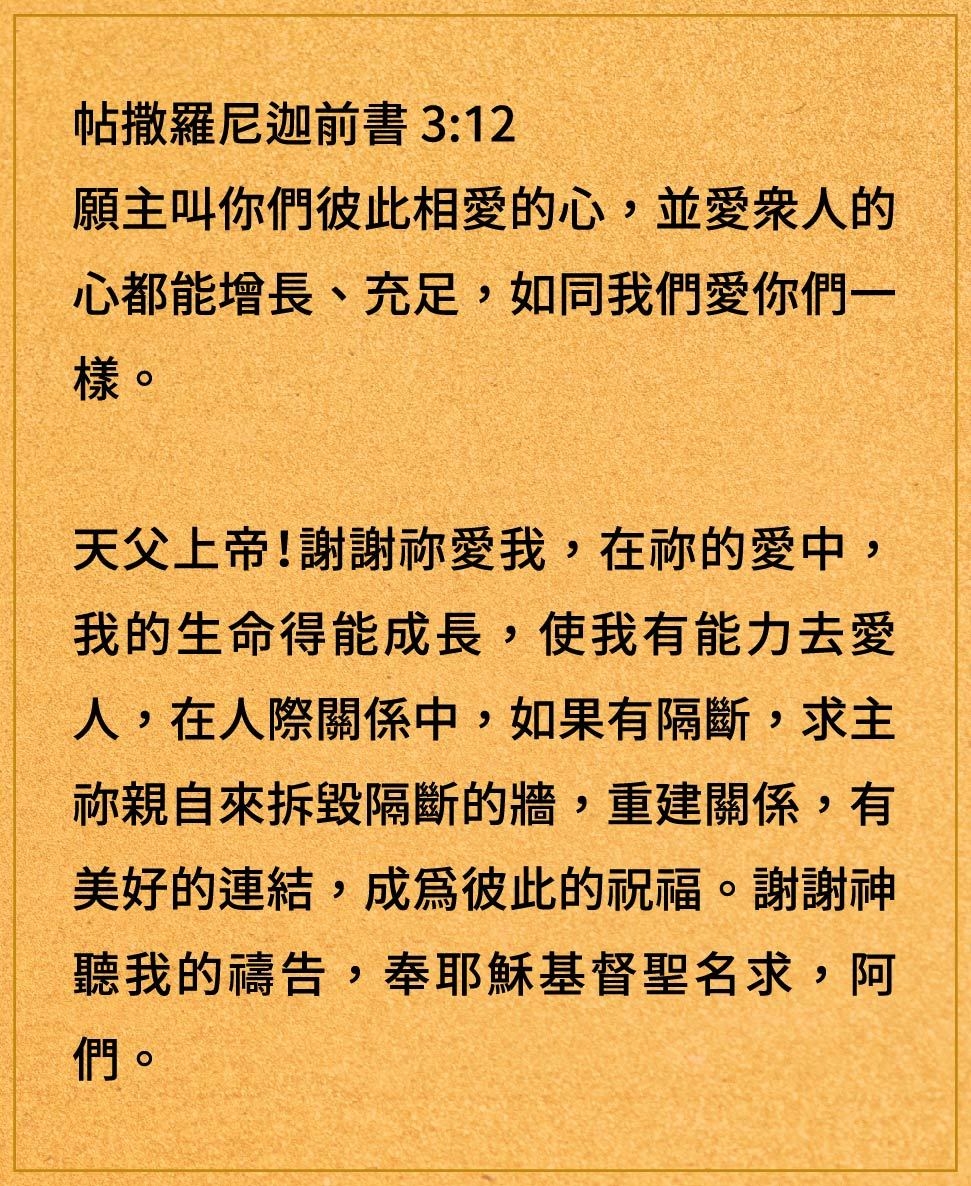 帖撒羅尼迦前書 3:12
願主叫你們彼此相愛的心，並愛衆人的
心都能增長、充足，如同我們愛你們一
樣。
天父上帝!謝謝祢愛我，在祢的愛中，
我的生命得能成長，使我有能力去愛
人，在人際關係中，如果有隔斷，求主
祢親自來拆毀隔斷的牆，重建關係，有
美好的連結，成爲彼此的祝福。謝謝神
聽我的禱告，奉耶穌基督聖名求，阿
們。